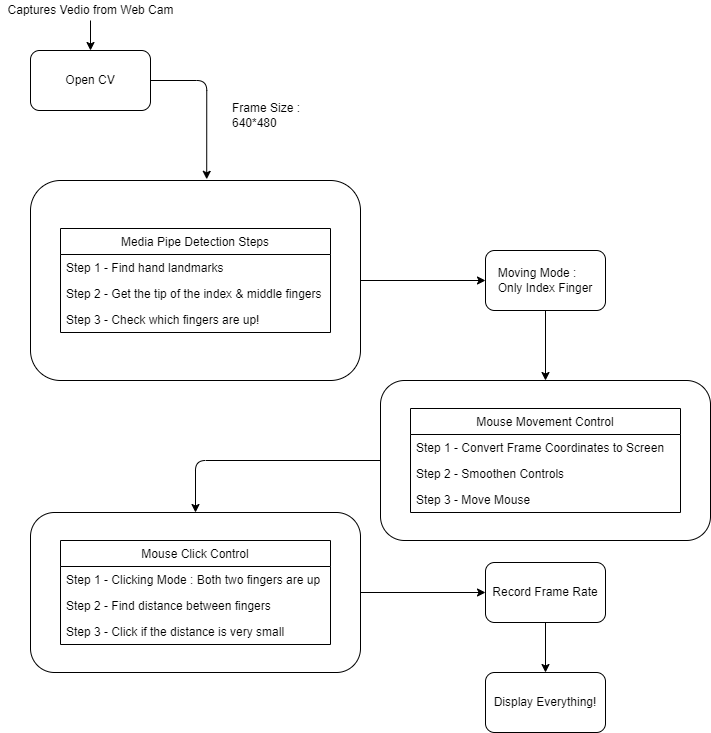 Captures Vedio from Web Cam
Open CV
Frame Size :
640*480
Media Pipe Detection Steps
Step 1 - Find hand landmarks
Step 2 - Get the tip of the index & middle fingers
Step 3 - Check which fingers are up!
Moving Mode :
Only Index Finger
Mouse Movement Control
Step 1 - Convert Frame Coordinates to Screen
Step 2 - Smoothen Controls
Step 3 - Move Mouse
Mouse Click Control
Step 1 - Clicking Mode : Both two fingers are up
Step 2 - Find distance between fingers
Step 3 - Click if the distance is very small
Record Frame Rate
Display Everything!